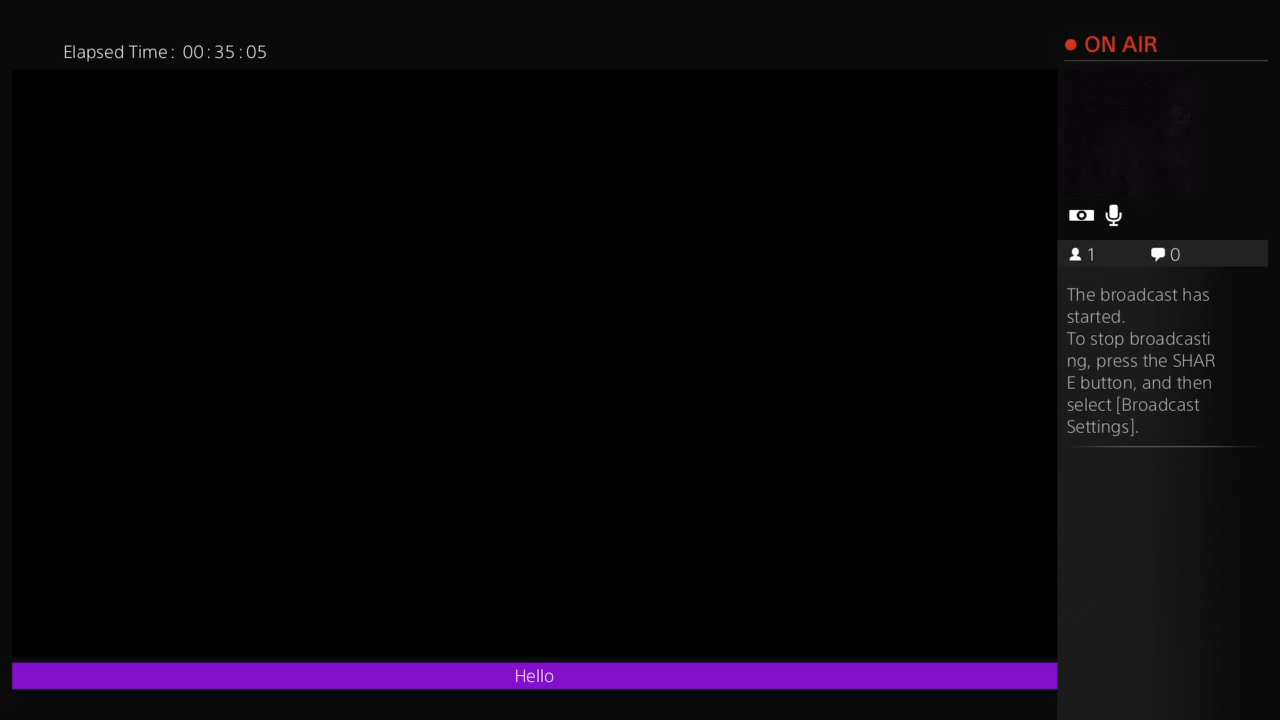 Elapsed Time: 00:35:05
ON AIR
1 0
The broadcast has
started.
To stop broadcasti
ng, press the SHAR
E button, and then
select [Broadcast
Settings].
Hello